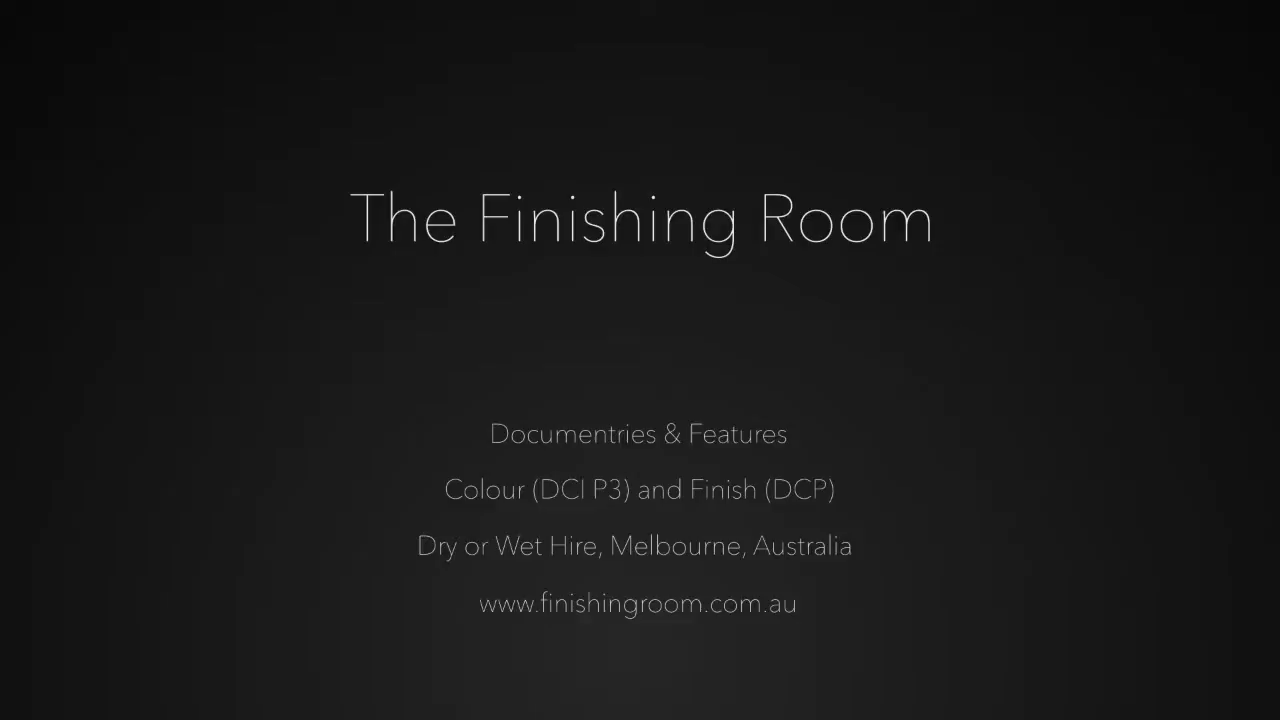 The Finishing Room
Documentries & Features
Colour (DCI P3) and Finish (DCP)
Dry or Wet Hire, Melbourne, Australia
www.finishingroom.com.au